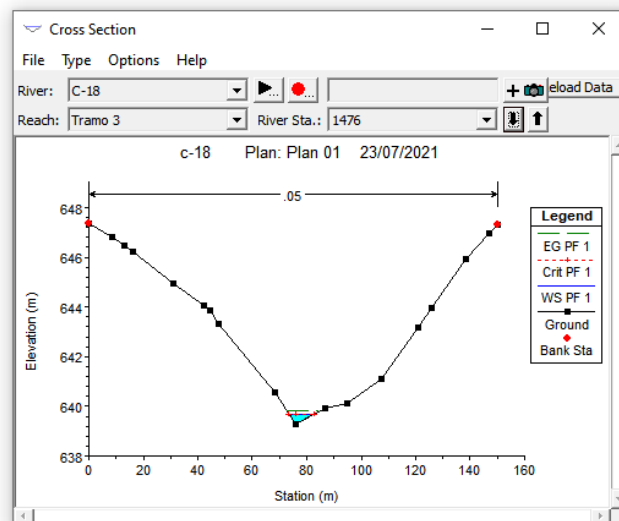 Cross Section
File Type Options Help
River: C-18 eload Data
Reach: Tramo 3 River Sta.: 1476
c-18 Plan: Plan 01 23/07/2021
.05
Legend
EG PF 1
Crit PF 1
WS PF 1
Ground
Bank Sta
Elevation (m)
648
646
644
642
640
638
0 20 40 60 80 100 120 140 160
Station (m)